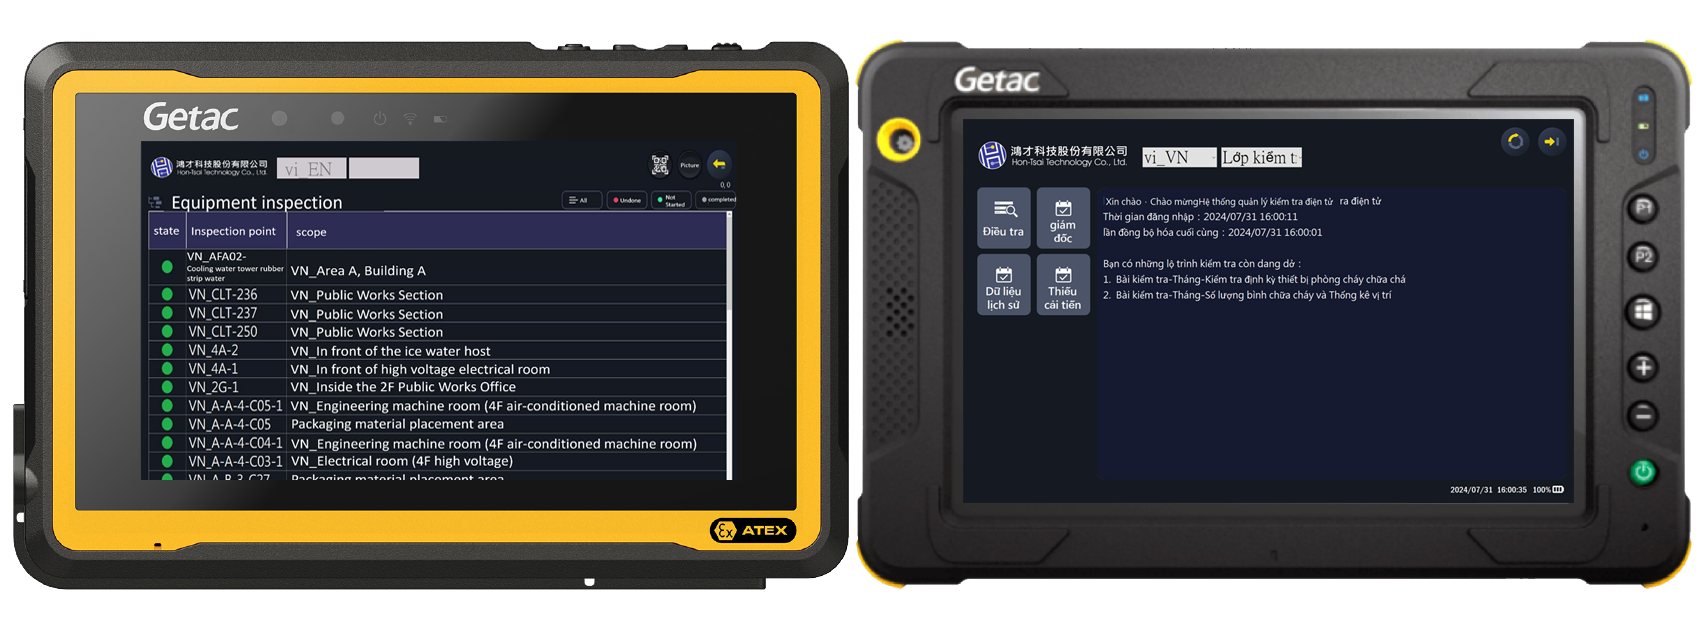 Getac
鴻才科技股份有限公司
Hon-Tsai Technology Co., Ltd.
vi_EN
Picture
0, 0
Equipment inspection
All
Undone
Not Started
completed
state Inspection point scope
VN_AFA02-
Cooling water tower rubber
strip water
VN_Area A, Building A
VN_CLT-236 VN_Public Works Section
VN_CLT-237 VN_Public Works Section
VN_CLT-250 VN_Public Works Section
VN_4A-2 VN_In front of the ice water host
VN_4A-1 VN_In front of high voltage electrical room
VN_2G-1 VN_Inside the 2F Public Works Office
VN_A-A-4-C05-1 VN_Engineering machine room (4F air-conditioned machine room)
VN_A-A-4-C05 Packaging material placement area
VN_A-A-4-C04-1 VN_Engineering machine room (4F air-conditioned machine room)
VN_A-A-4-C03-1 VN_Electrical room (4F high voltage)
VN_A-B-3-C27 Packaging material placement area
Ex ATEX
Getac
鴻才科技股份有限公司
Hon-Tsai Technology Co., Ltd.
vi_VN
Lớp kiểm t
Điều tra
giám
đốc
Dữ liệu
lịch sử
Thiếu
cải tiến
Xin chào · Chào mừngHệ thống quản lý kiểm tra điện tử ra điện tử
Thời gian đăng nhập : 2024/07/31 16:00:11
lần đồng bộ hóa cuối cùng : 2024/07/31 16:00:01
Bạn có những lộ trình kiểm tra còn dang dở :
1. Bài kiểm tra-Tháng-Kiểm tra định kỳ thiết bị phòng cháy chữa chá
2. Bài kiểm tra-Tháng-Số lượng bình chữa cháy và Thống kê vị trí
2024/07/31 16:00:35 100%
P1
P2